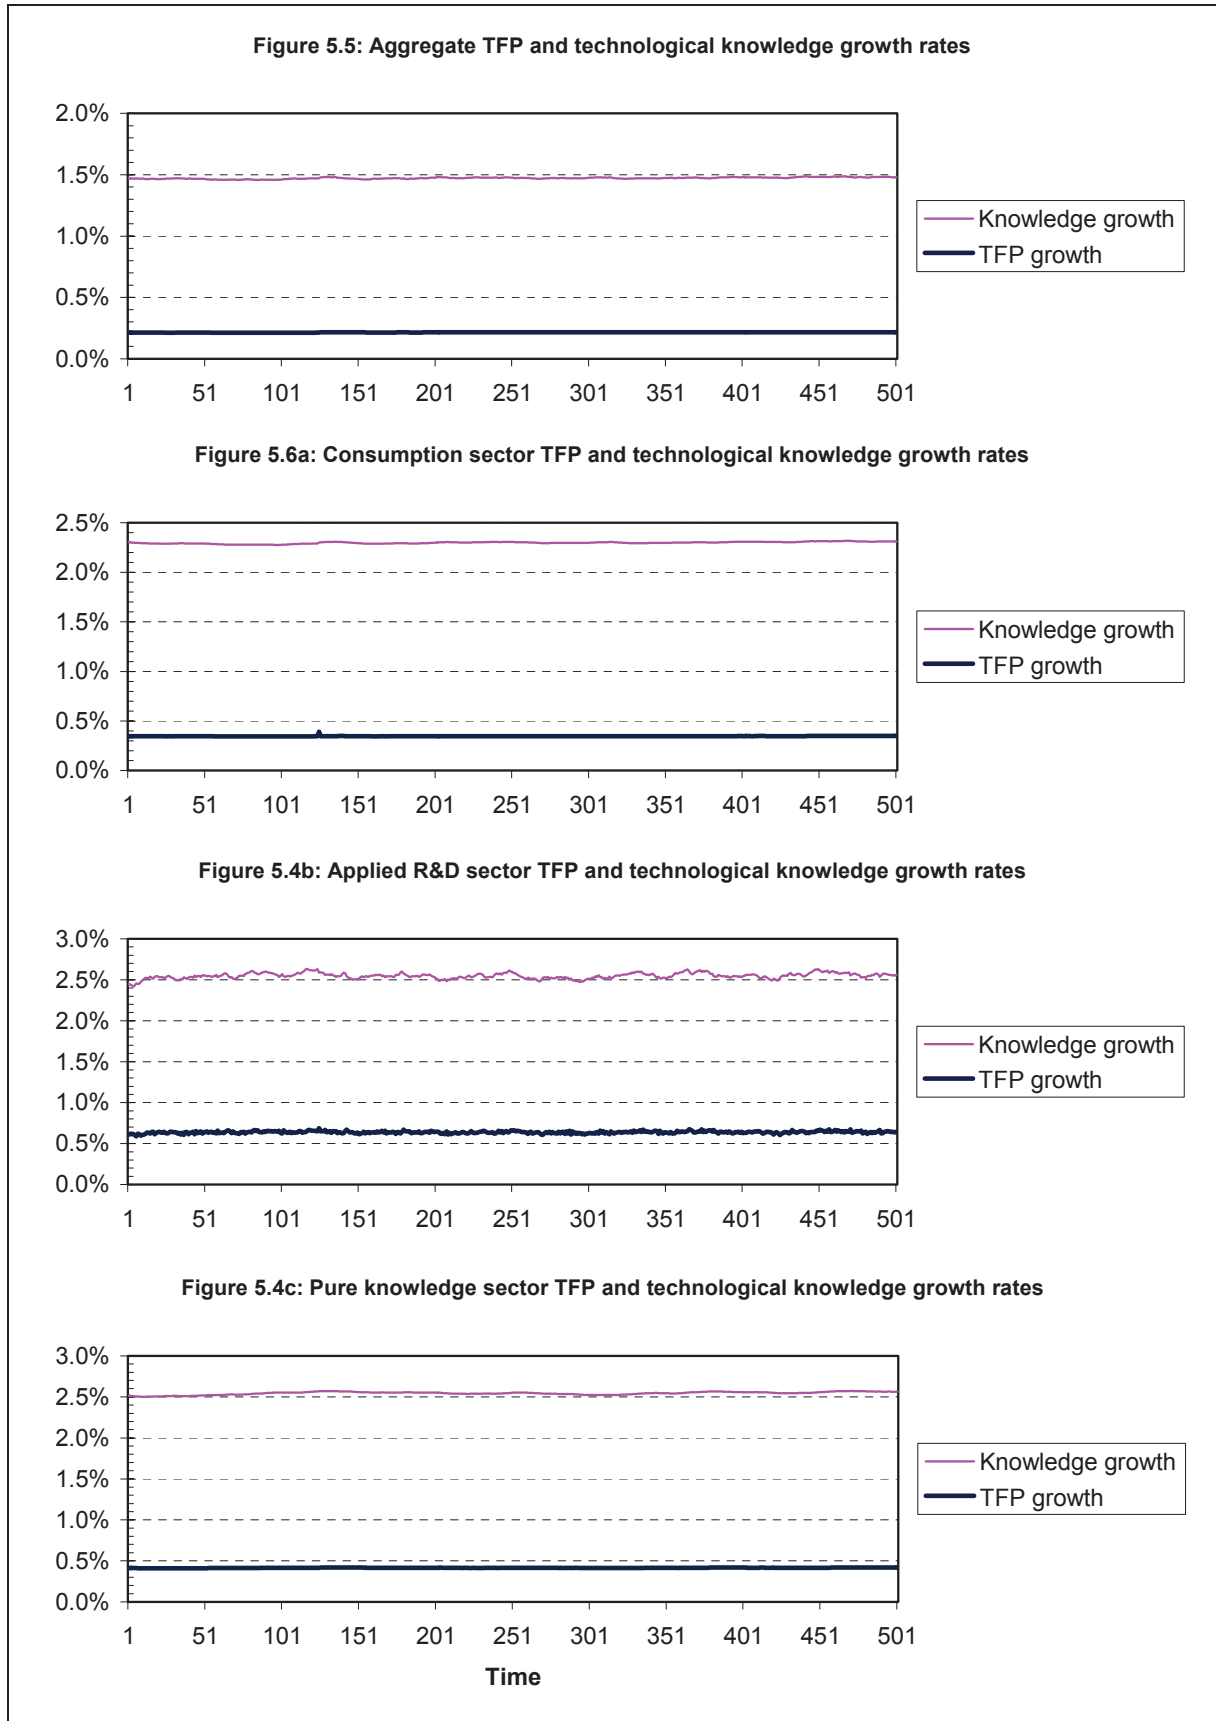 Figure 5.5: Aggregate TFP and technological knowledge growth rates
2.0%
1.5%
1.0%
0.5%
0.0%
1 51 101 151 201 251 301 351 401 451 501
Knowledge growth
TFP growth
Figure 5.6a: Consumption sector TFP and technological knowledge growth rates
2.5%
2.0%
1.5%
1.0%
0.5%
0.0%
1 51 101 151 201 251 301 351 401 451 501
Knowledge growth
TFP growth
Figure 5.4b: Applied R&D sector TFP and technological knowledge growth rates
3.0%
2.5%
2.0%
1.5%
1.0%
0.5%
0.0%
1 51 101 151 201 251 301 351 401 451 501
Knowledge growth
TFP growth
Figure 5.4c: Pure knowledge sector TFP and technological knowledge growth rates
3.0%
2.5%
2.0%
1.5%
1.0%
0.5%
0.0%
1 51 101 151 201 251 301 351 401 451 501
Time
Knowledge growth
TFP growth